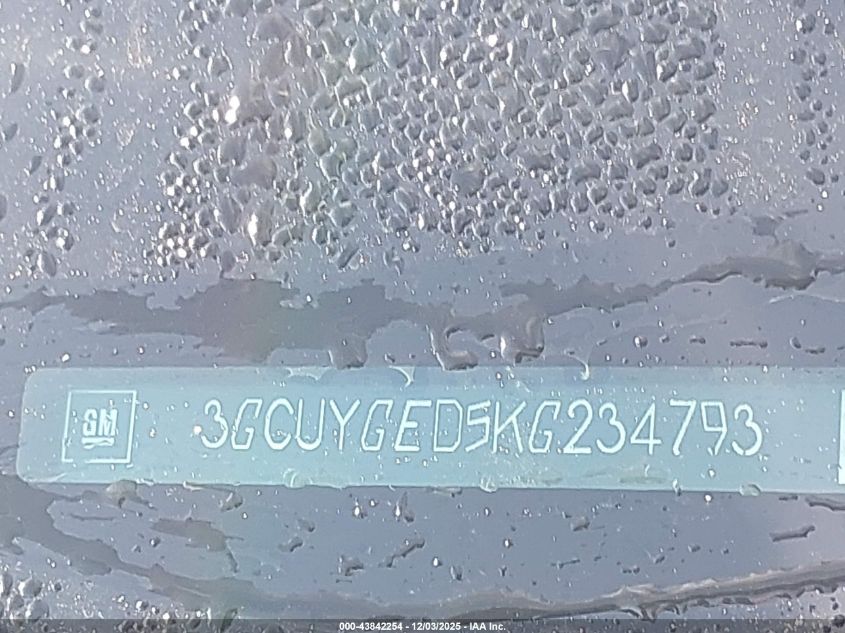 GM 3GCUYGED5KG234793
000-43842254 - 12/03/2025 - IAA Inc.